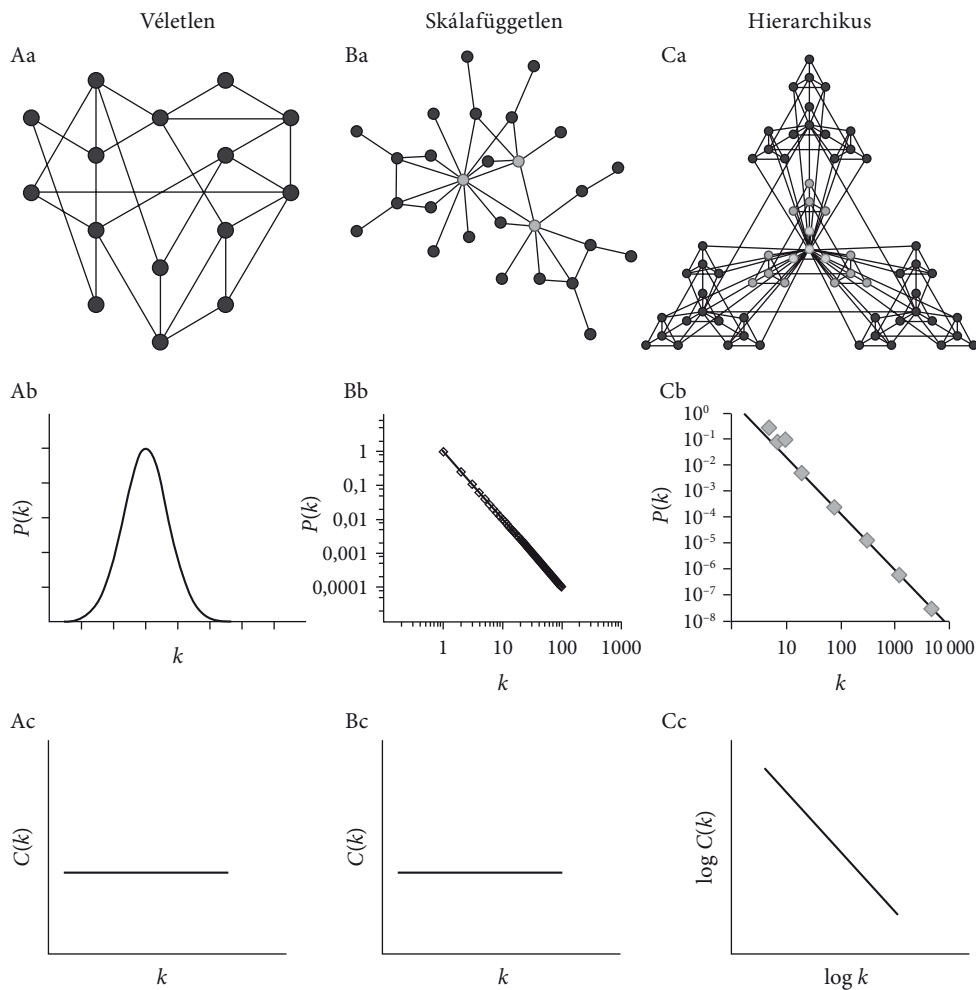 Véletlen
Skálafüggetlen
Hierarchikus
Aa
Ba
Ca
Ab
P(k)
k
Bb
1
0,1
0,01
0,001
0,0001
P(k)
1 10 100 1000
k
Cb
10⁰
10⁻¹
10⁻²
10⁻³
10⁻⁴
10⁻⁵
10⁻⁶
10⁻⁷
10⁻⁸
P(k)
10 100 1000 10 000
k
Ac
C(k)
k
Bc
C(k)
k
Cc
log C(k)
log k